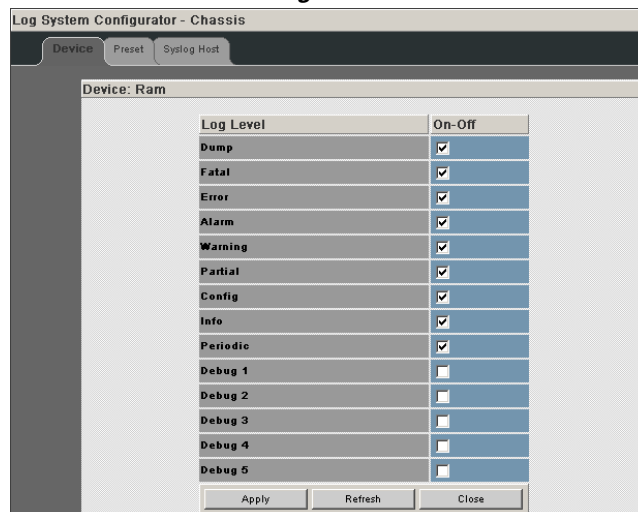 Log System Configurator - Chassis
Device Preset Syslog Host
Device: Ram
Log Level On-Off
Dump
Fatal
Error
Alarm
Warning
Partial
Config
Info
Periodic
Debug 1
Debug 2
Debug 3
Debug 4
Debug 5
Apply Refresh Close